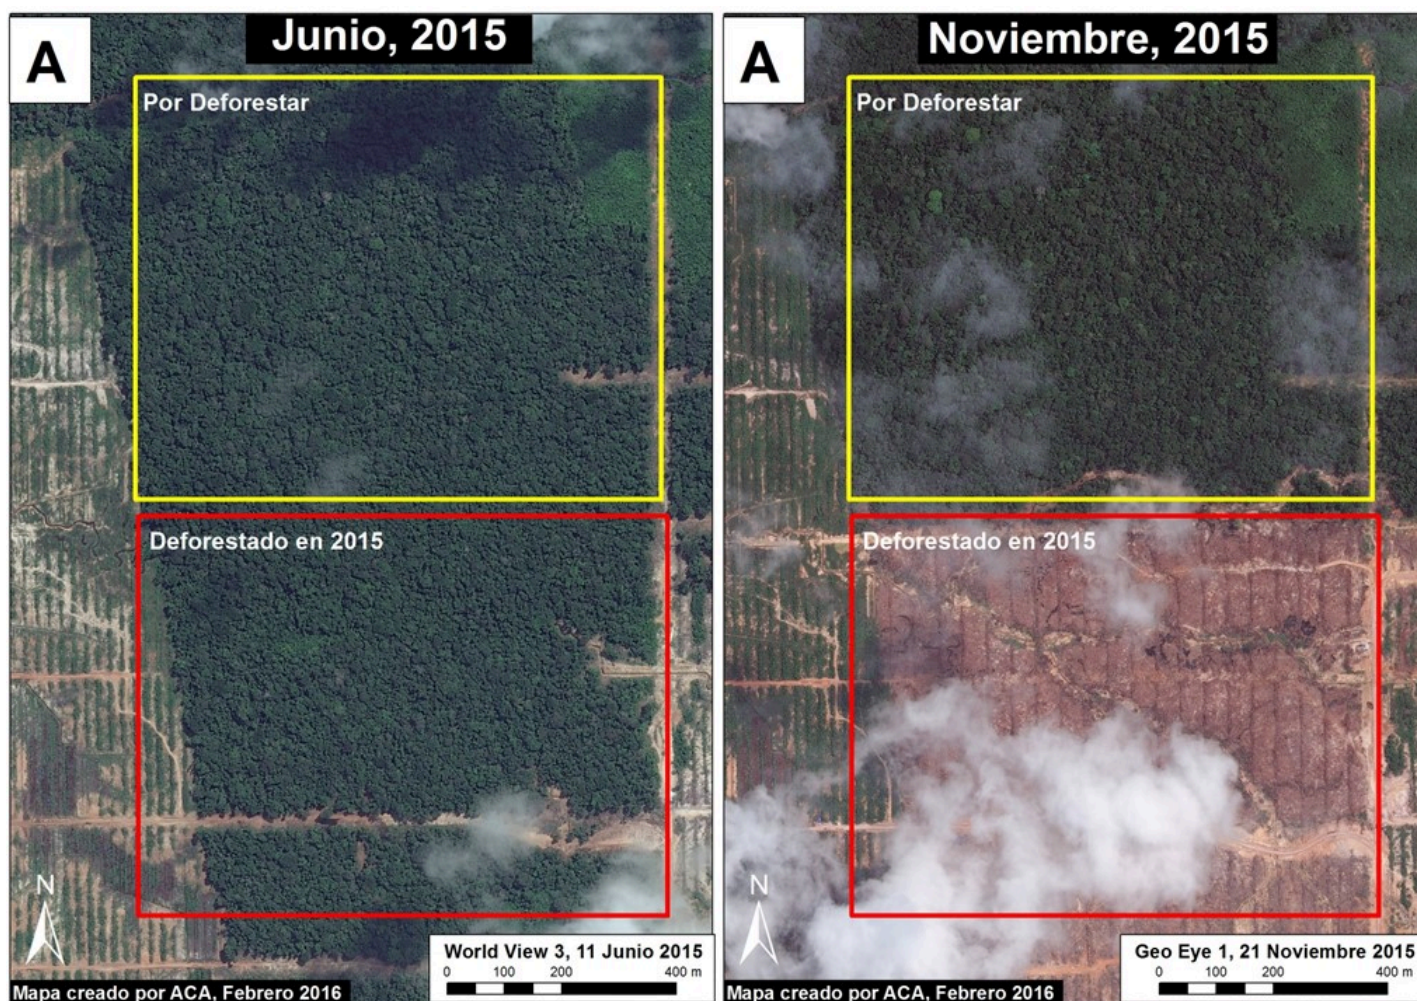 A
Junio, 2015
Por Deforestar
Deforestado en 2015
N
World View 3, 11 Junio 2015
0 100 200 400 m
Mapa creado por ACA, Febrero 2016
A
Noviembre, 2015
Por Deforestar
Deforestado en 2015
N
Geo Eye 1, 21 Noviembre 2015
0 100 200 400 m
Mapa creado por ACA, Febrero 2016